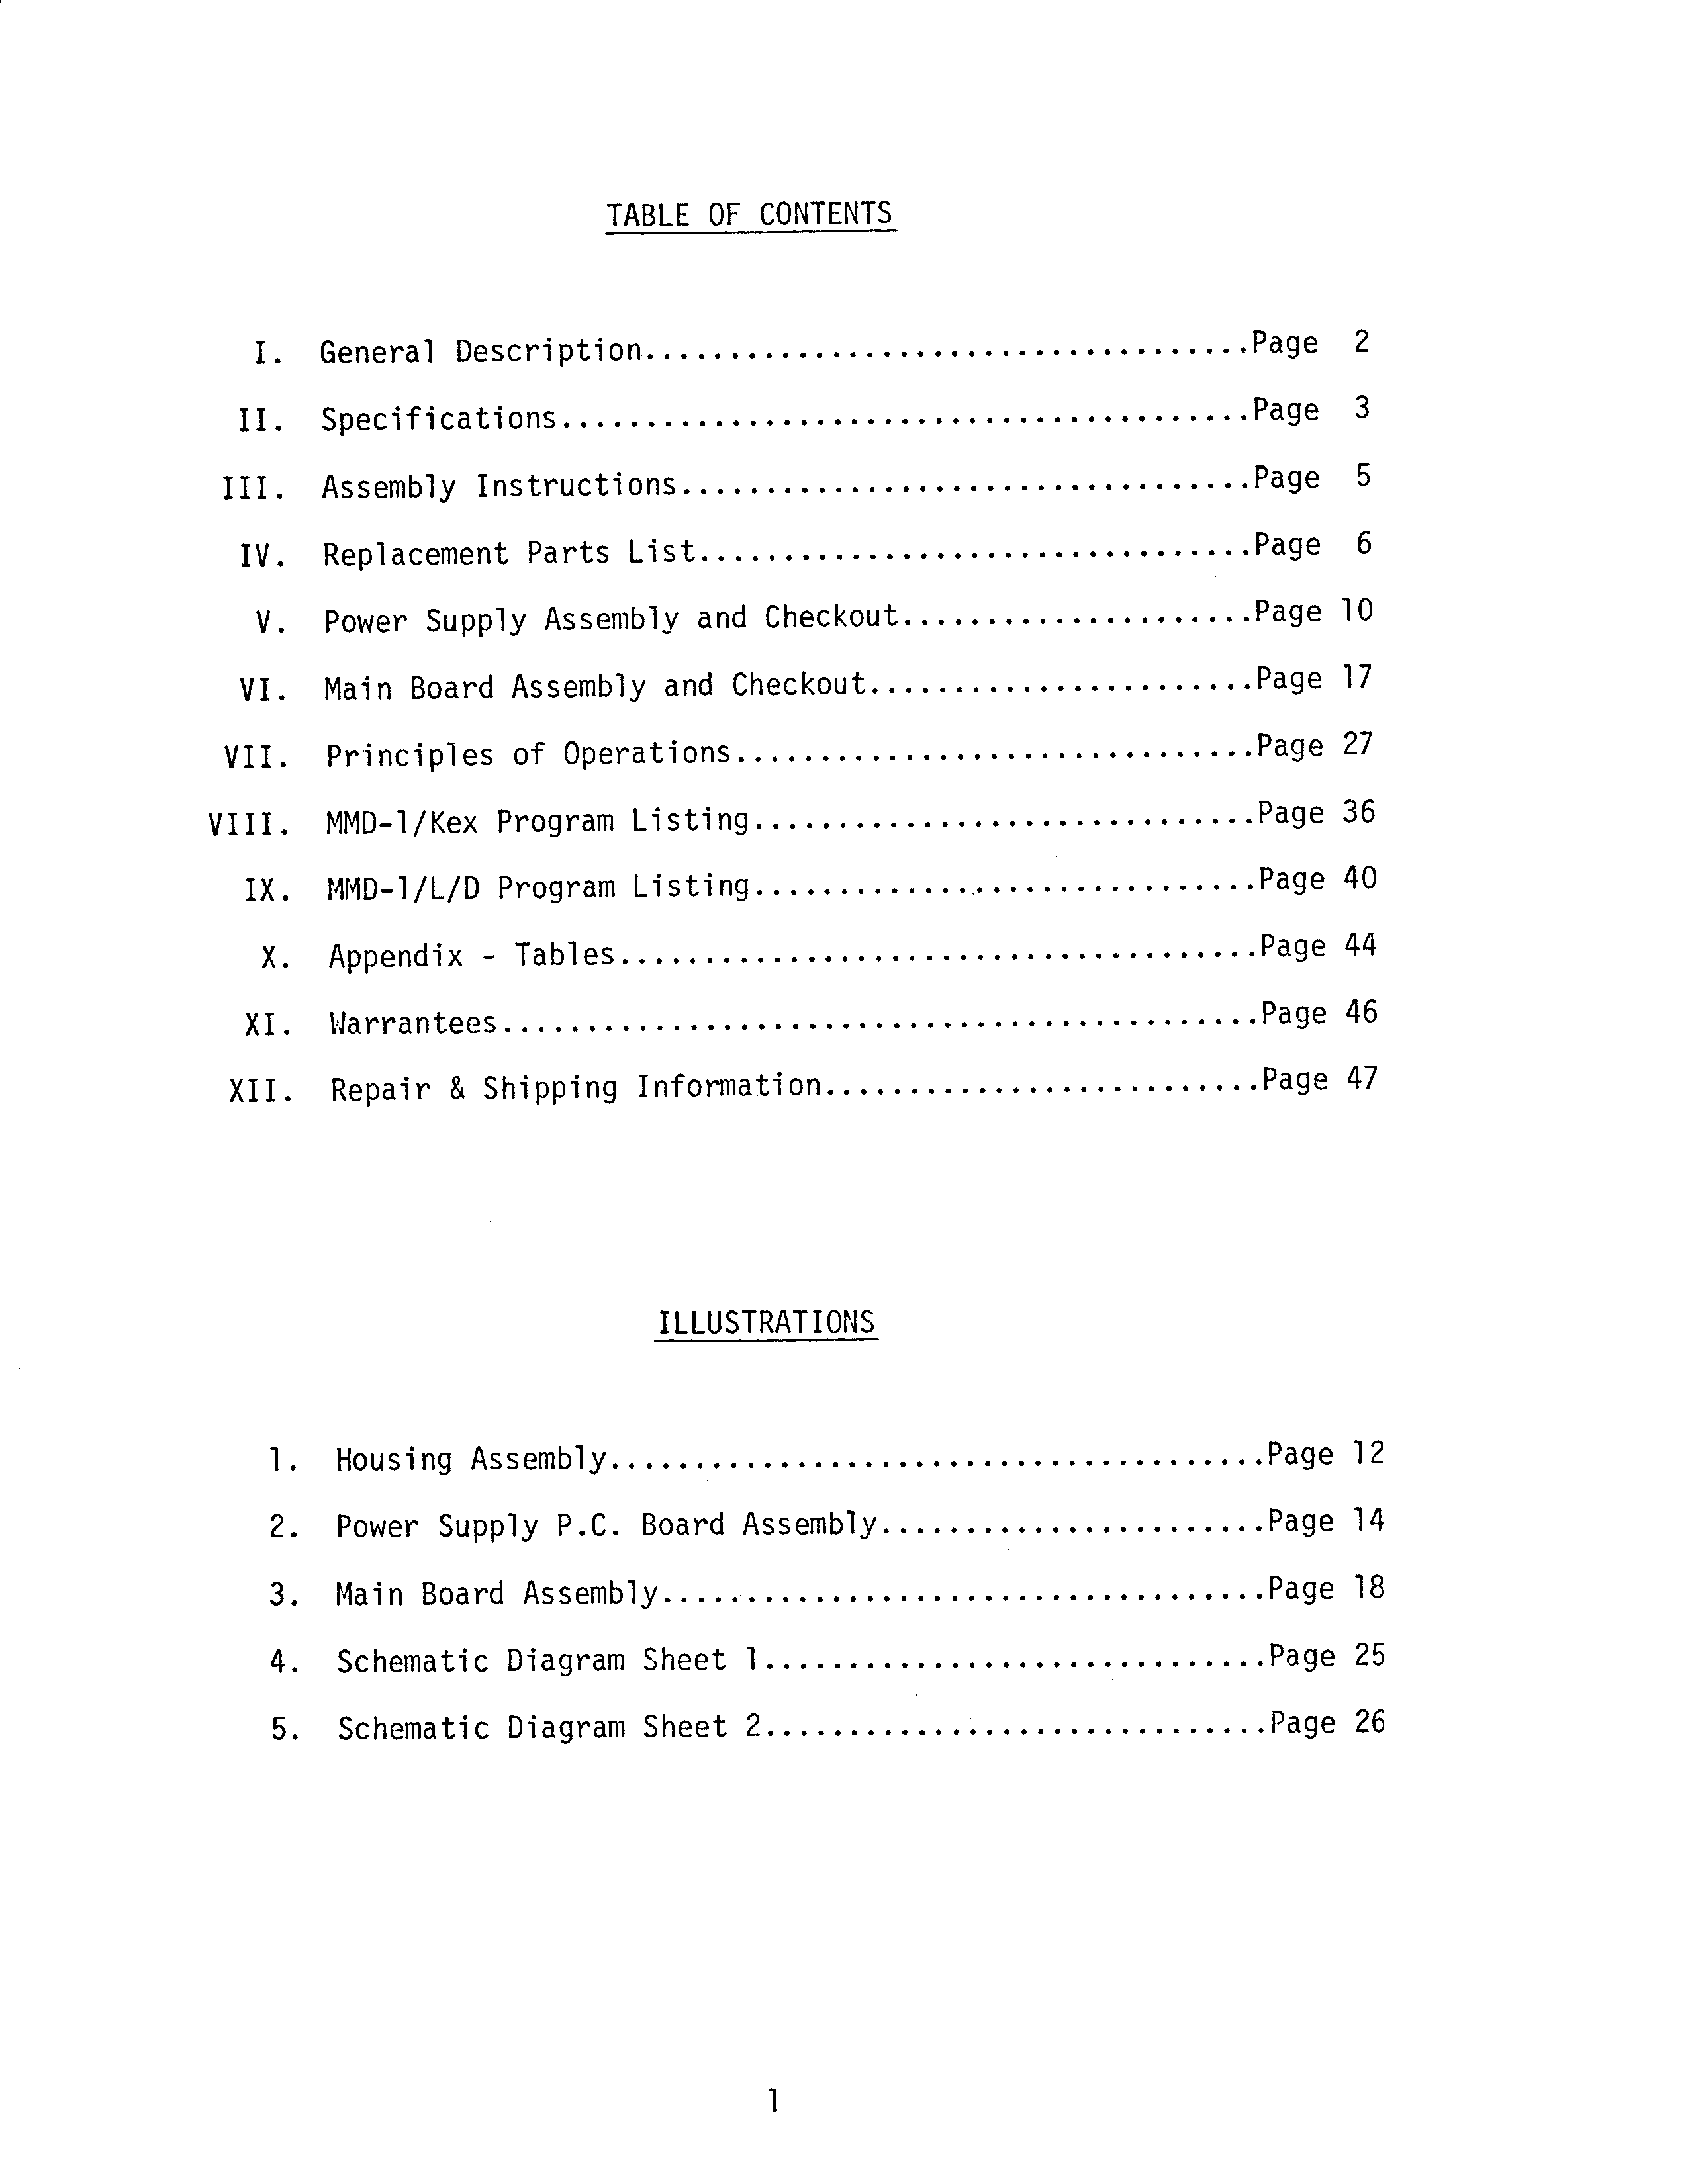 TABLE OF CONTENTS
I. General Description....................................Page 2
II. Specifications.........................................Page 3
III. Assembly Instructions..................................Page 5
IV. Replacement Parts List.................................Page 6
V. Power Supply Assembly and Checkout.....................Page 10
VI. Main Board Assembly and Checkout.......................Page 17
VII. Principles of Operations...............................Page 27
VIII. MMD-1/Kex Program Listing..............................Page 36
IX. MMD-1/L/D Program Listing..............................Page 40
X. Appendix - Tables......................................Page 44
XI. Warrantees.............................................Page 46
XII. Repair & Shipping Information..........................Page 47
ILLUSTRATIONS
1. Housing Assembly.......................................Page 12
2. Power Supply P.C. Board Assembly.......................Page 14
3. Main Board Assembly....................................Page 18
4. Schematic Diagram Sheet 1..............................Page 25
5. Schematic Diagram Sheet 2..............................Page 26
1